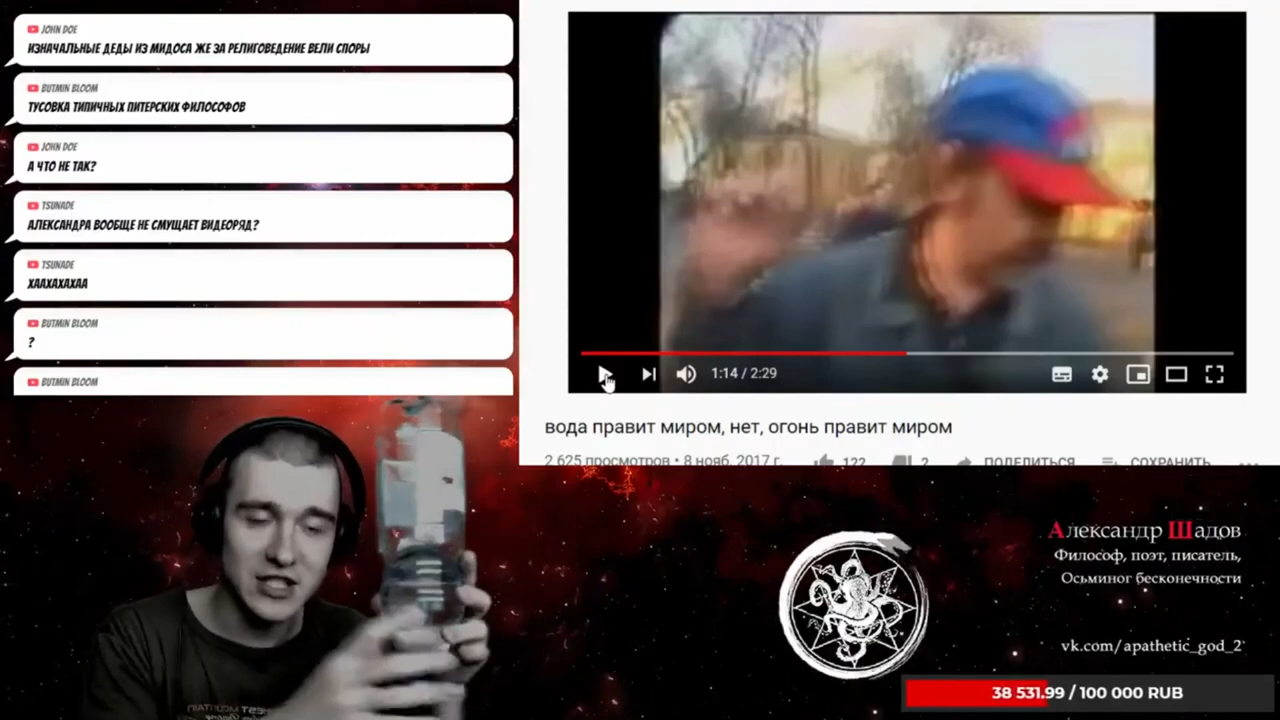 JOHN DOE
ИЗНАЧАЛЬНЫЕ ДЕДЫ ИЗ МИДОСА ЖЕ ЗА РЕЛИГОВЕДЕНИЕ ВЕЛИ СПОРЫ
BUTMIN BLOOM
ТУСОВКА ТИПИЧНЫХ ПИТЕРСКИХ ФИЛОСОФОВ
JOHN DOE
А ЧТО НЕ ТАК?
TSUNADE
АЛЕКСАНДРА ВООБЩЕ НЕ СМУЩАЕТ ВИДЕОРЯД?
TSUNADE
ХААХАХАХАА
BUTMIN BLOOM
?
BUTMIN BLOOM
1:14 / 2:29
вода правит миром, нет, огонь правит миром
2 625 просмотров • 8 нояб. 2017 г.
122
2
ПОДЕЛИТЬСЯ
СОХРАНИТЬ
Александр Шадов
Философ, поэт, писатель,
Осьминог бесконечности
vk.com/apathetic_god_2
38 531.99 / 100 000 RUB